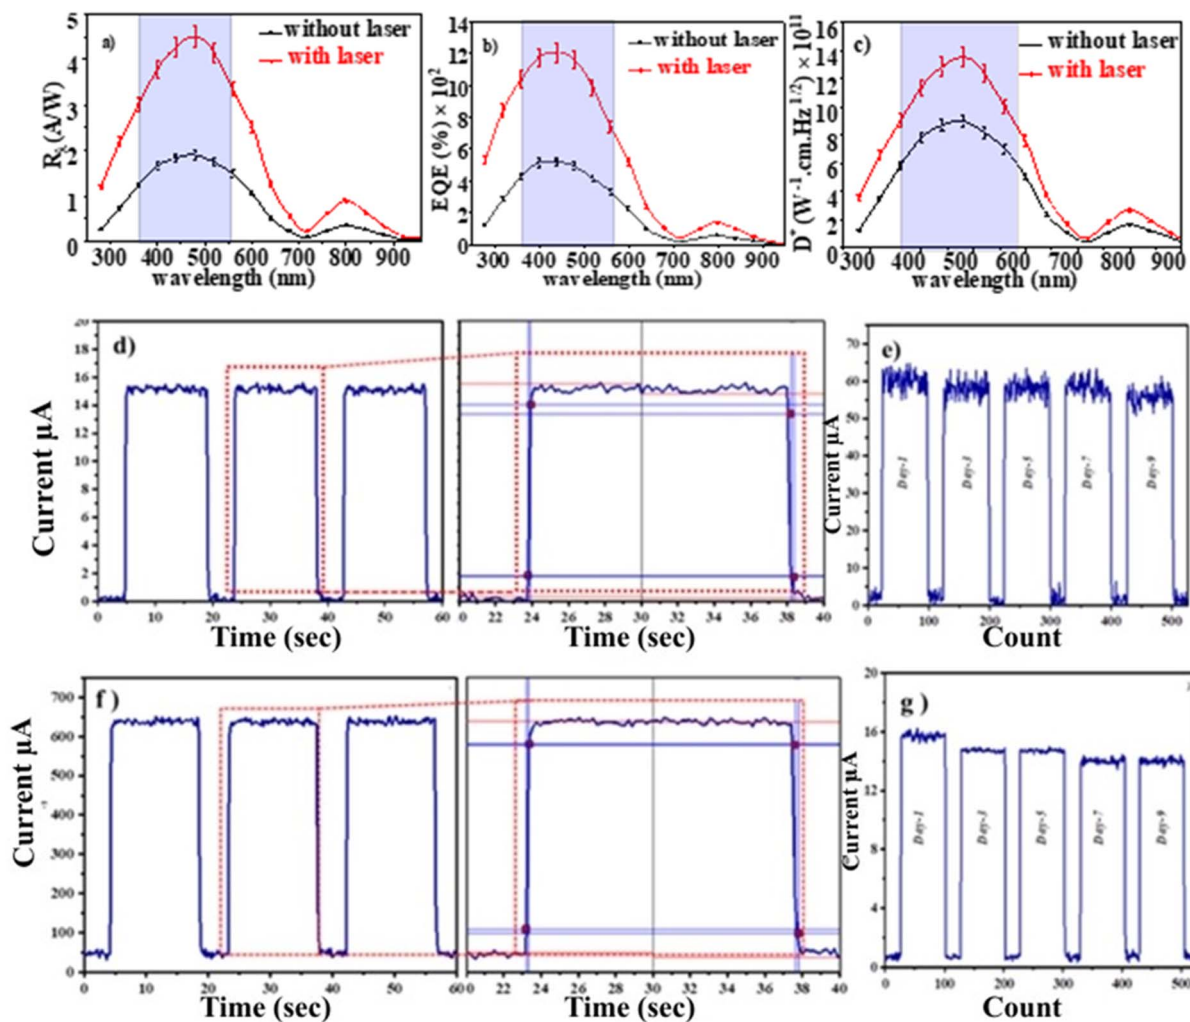 a)
without laser
with laser
R_λ (A/W)
5
4
3
2
1
0
300 400 500 600 700 800 900
wavelength (nm)
b)
without laser
with laser
EQE (%) × 10²
14
12
10
8
6
4
2
0
300 400 500 600 700 800 900
wavelength (nm)
c)
without laser
with laser
D* (W⁻¹.cm.Hz^1/2) × 10¹¹
16
14
12
10
8
6
4
2
0
300 400 500 600 700 800 900
wavelength (nm)
d)
Current µA
20
18
16
14
12
10
8
6
4
2
0
0 10 20 30 40 50 60
Time (sec)
20 22 24 26 28 30 32 34 36 38 40
Time (sec)
e)
Current µA
75
70
60
50
40
30
20
10
0
Day-1
Day-3
Day-5
Day-7
Day-9
0 100 200 300 400 500
Count
f )
Current µA
700
600
500
400
300
200
100
0
0 10 20 30 40 50 60
Time (sec)
20 22 24 26 28 30 32 34 36 38 40
Time (sec)
g )
Current µA
20
16
12
8
4
0
Day-1
Day-3
Day-5
Day-7
Day-9
0 100 200 300 400 500
Count